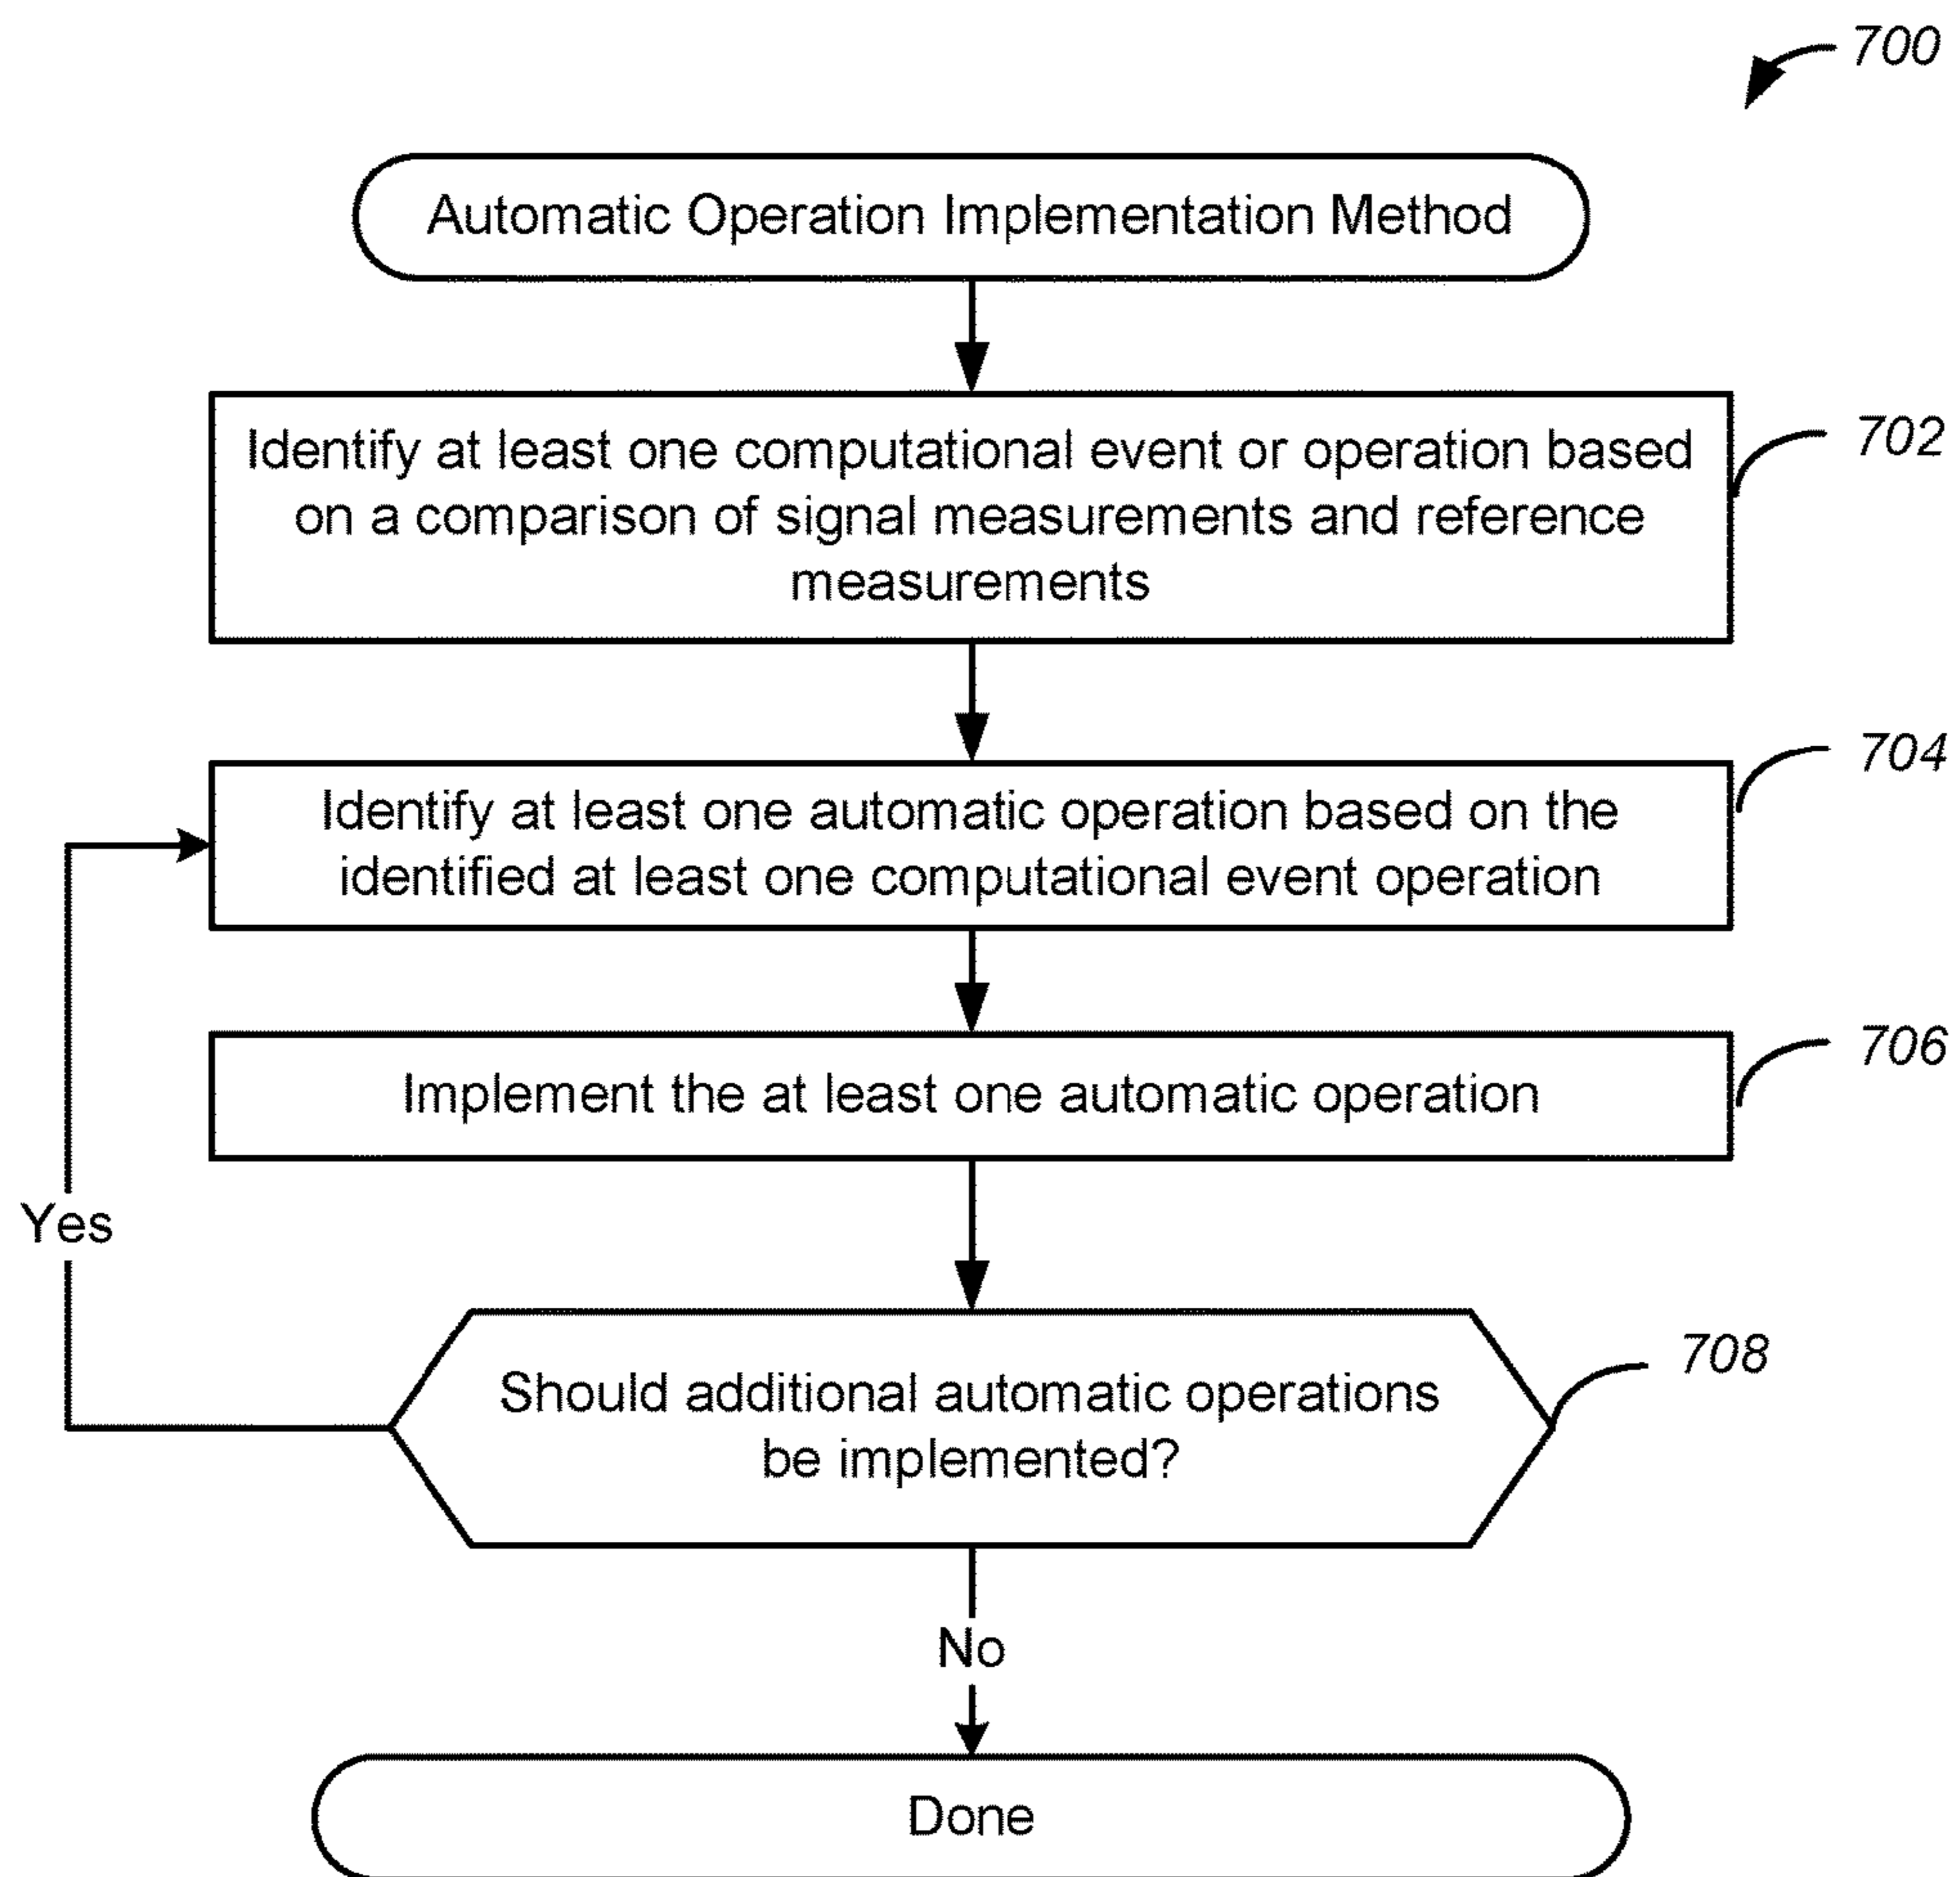 700
Automatic Operation Implementation Method
Identify at least one computational event or operation based
on a comparison of signal measurements and reference
measurements
702
704
Identify at least one automatic operation based on the
identified at least one computational event operation
706
Implement the at least one automatic operation
Yes
708
Should additional automatic operations
be implemented?
No
Done